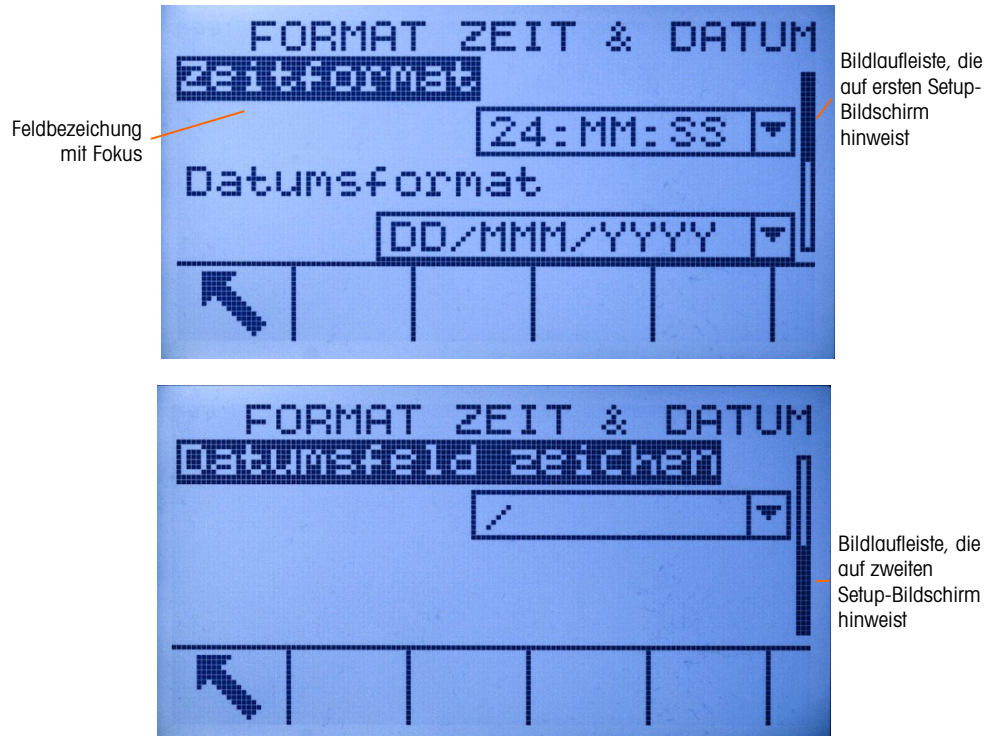 FORMAT ZEIT & DATUM
Zeitformat
24:MM:SS
Datumsformat
DD/MMM/YYYY
Feldbezeichung
mit Fokus
Bildlaufleiste, die
auf ersten Setup-
Bildschirm
hinweist
FORMAT ZEIT & DATUM
Datumsfeld zeichen
/
Bildlaufleiste, die
auf zweiten
Setup-Bildschirm
hinweist